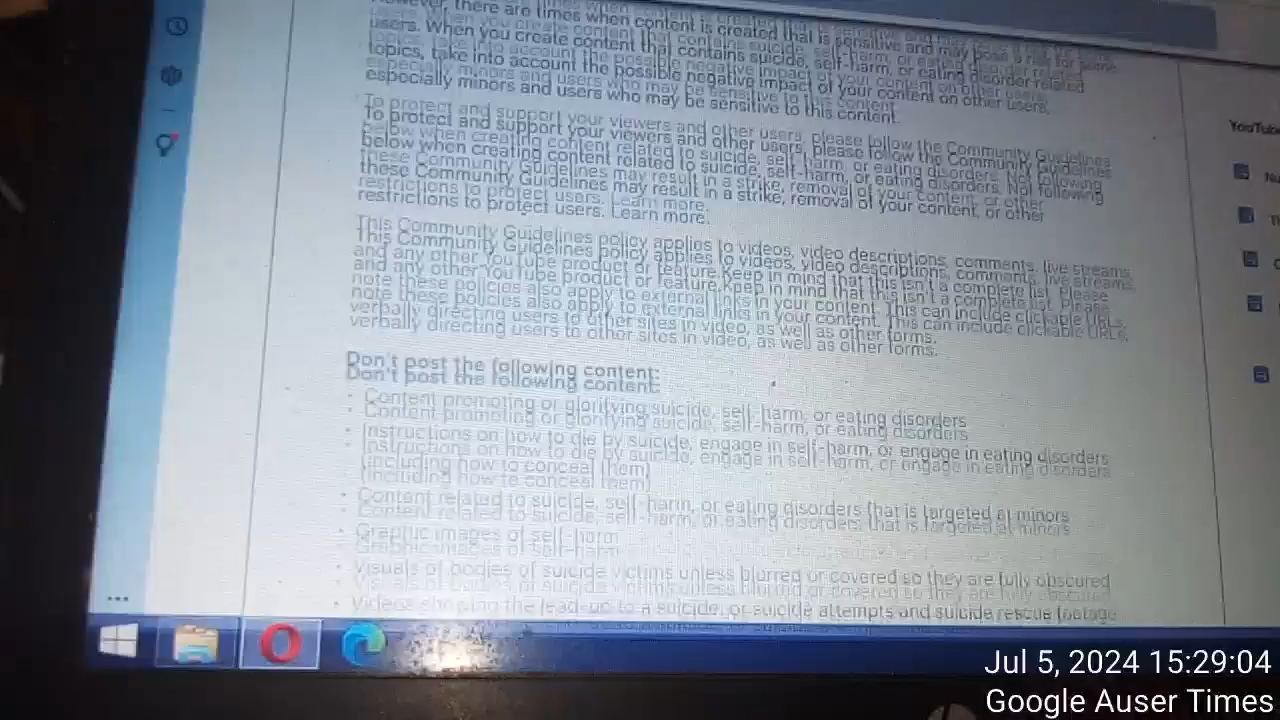 However, there are times when content is created that is sensitive and may pose a risk for some
users. When you create content that contains suicide, self-harm, or eating disorder related
topics, take into account the possible negative impact of your content on other users,
especially minors and users who may be sensitive to this content.
To protect and support your viewers and other users, please follow the Community Guidelines
below when creating content related to suicide, self-harm, or eating disorders. Not following
these Community Guidelines may result in a strike, removal of your content, or other
restrictions to protect users. Learn more.
This Community Guidelines policy applies to videos, video descriptions, comments, live streams,
and any other YouTube product or feature.Keep in mind that this isn't a complete list. Please
note these policies also apply to external links in your content. This can include clickable URLs,
verbally directing users to other sites in video, as well as other forms.
Don't post the following content:
• Content promoting or glorifying suicide, self-harm, or eating disorders
• Instructions on how to die by suicide, engage in self-harm, or engage in eating disorders
(including how to conceal them)
• Content related to suicide, self-harm, or eating disorders that is targeted at minors
• Graphic images of self-harm
• Visuals of bodies of suicide victims unless blurred or covered so they are fully obscured
• Videos showing the lead-up to a suicide, or suicide attempts and suicide rescue footage
YouTube
Jul 5, 2024 15:29:04
Google Auser Times